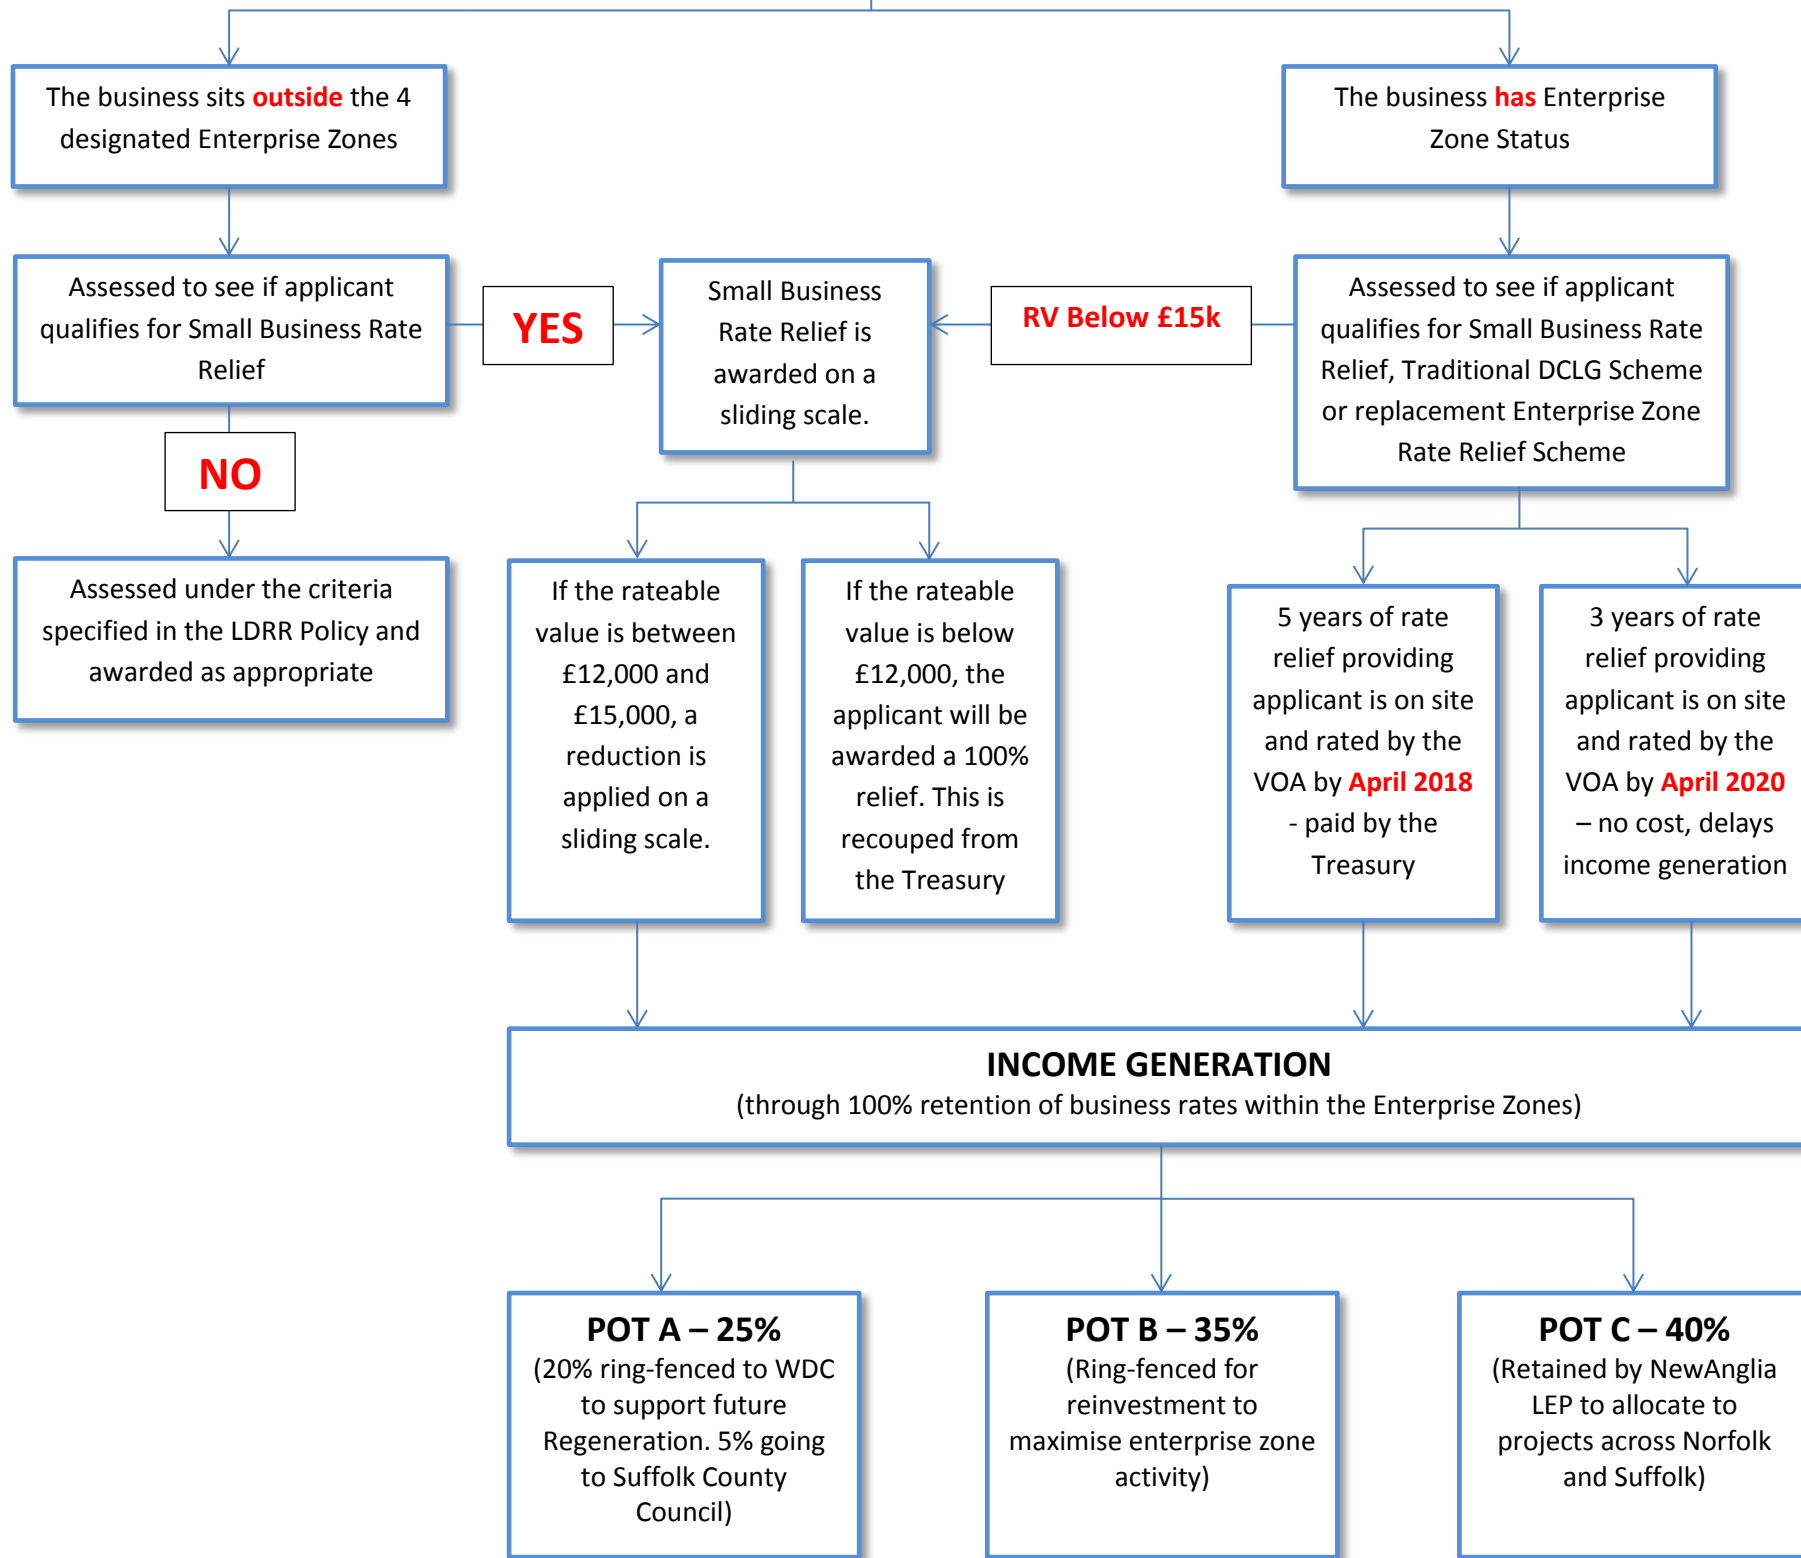 The business sits outside the 4
designated Enterprise Zones
The business has Enterprise
Zone Status
Assessed to see if applicant
qualifies for Small Business Rate
Relief
YES
Small Business
Rate Relief is
awarded on a
sliding scale.
RV Below £15k
Assessed to see if applicant
qualifies for Small Business Rate
Relief, Traditional DCLG Scheme
or replacement Enterprise Zone
Rate Relief Scheme
NO
Assessed under the criteria
specified in the LDRR Policy and
awarded as appropriate
If the rateable
value is between
£12,000 and
£15,000, a
reduction is
applied on a
sliding scale.
If the rateable
value is below
£12,000, the
applicant will be
awarded a 100%
relief. This is
recouped from
the Treasury
5 years of rate
relief providing
applicant is on site
and rated by the
VOA by April 2018
- paid by the
Treasury
3 years of rate
relief providing
applicant is on site
and rated by the
VOA by April 2020
– no cost, delays
income generation
INCOME GENERATION
(through 100% retention of business rates within the Enterprise Zones)
POT A – 25%
(20% ring-fenced to WDC
to support future
Regeneration. 5% going
to Suffolk County
Council)
POT B – 35%
(Ring-fenced for
reinvestment to
maximise enterprise zone
activity)
POT C – 40%
(Retained by NewAnglia
LEP to allocate to
projects across Norfolk
and Suffolk)